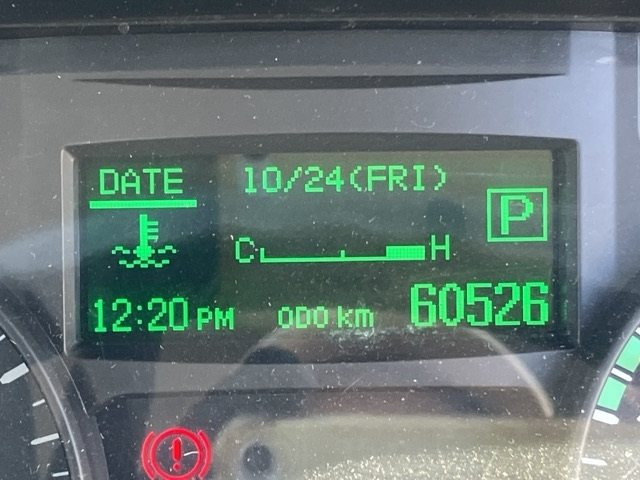 DATE 10/24(FRI)
P
C H
12:20 PM ODO km 60526
!